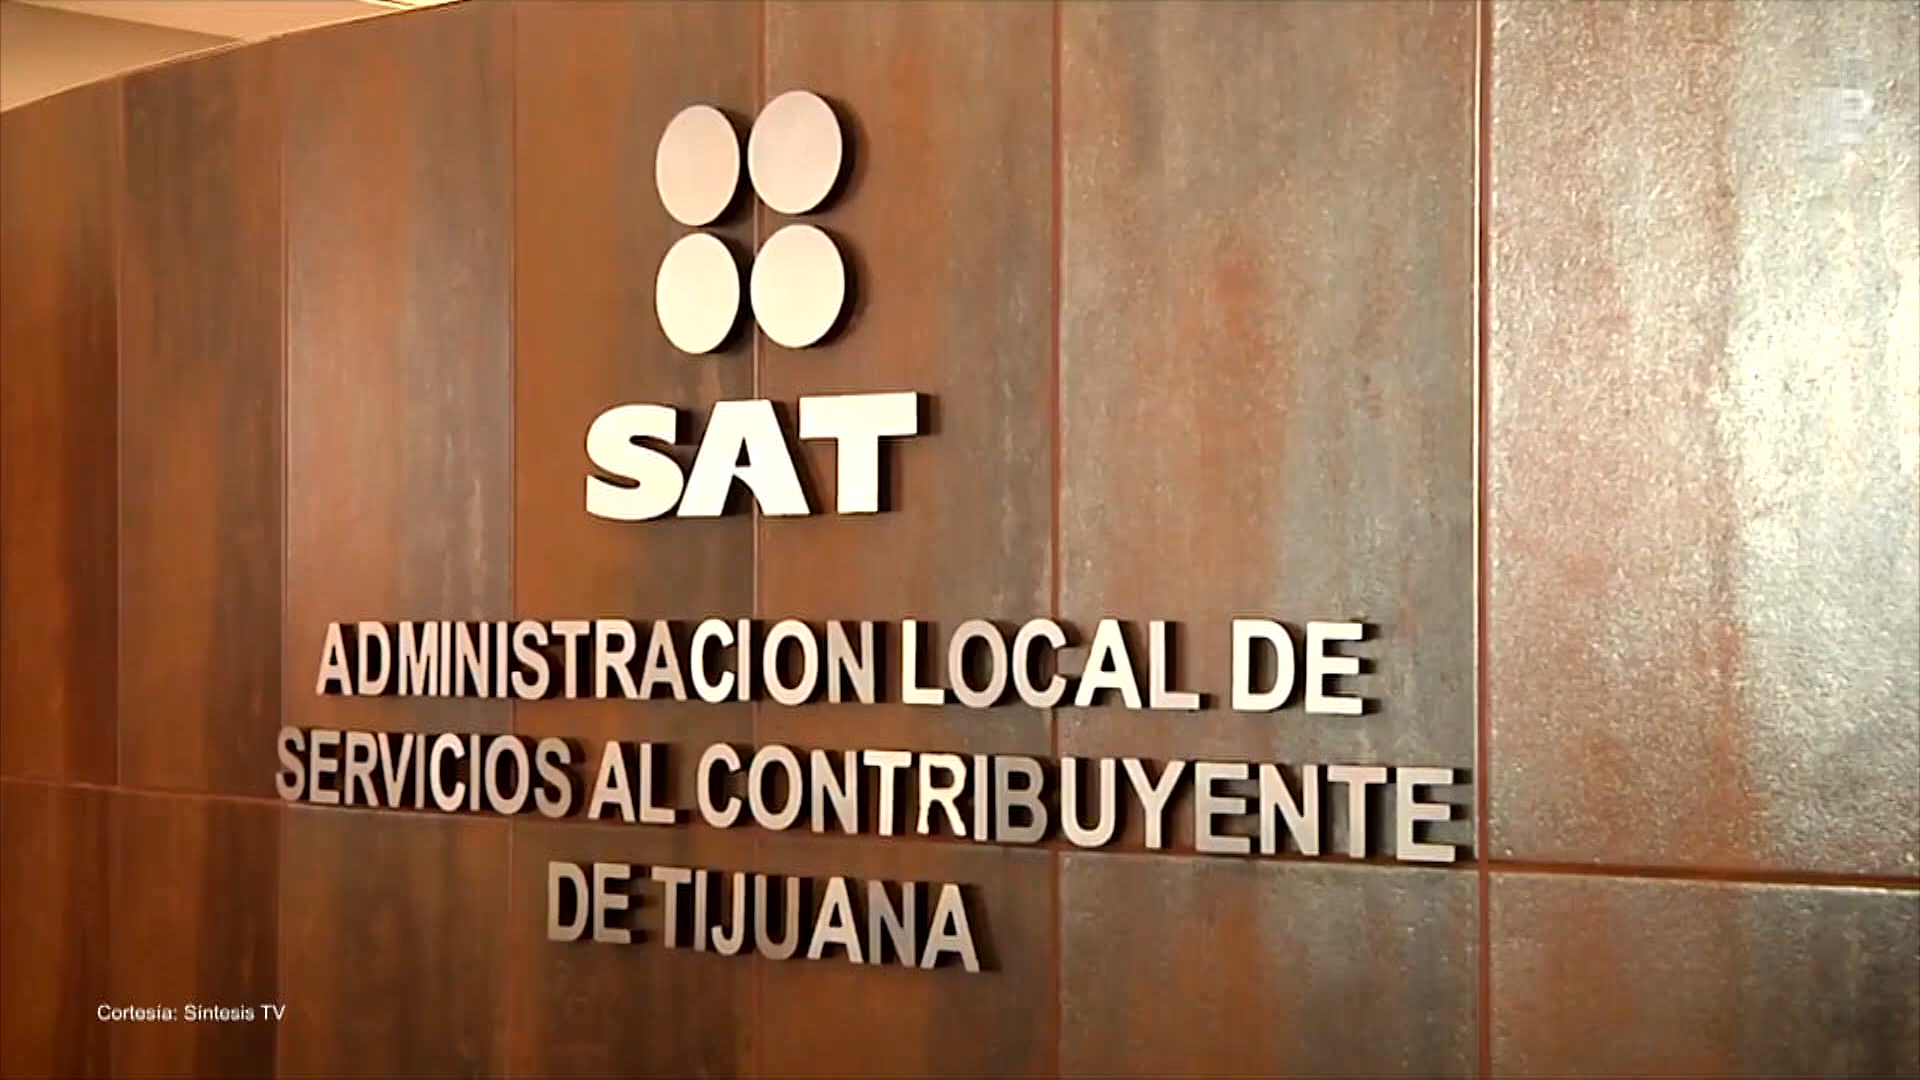 SAT
ADMINISTRACION LOCAL DE
SERVICIOS AL CONTRIBUYENTE
DE TIJUANA
Cortesía: Síntesis TV